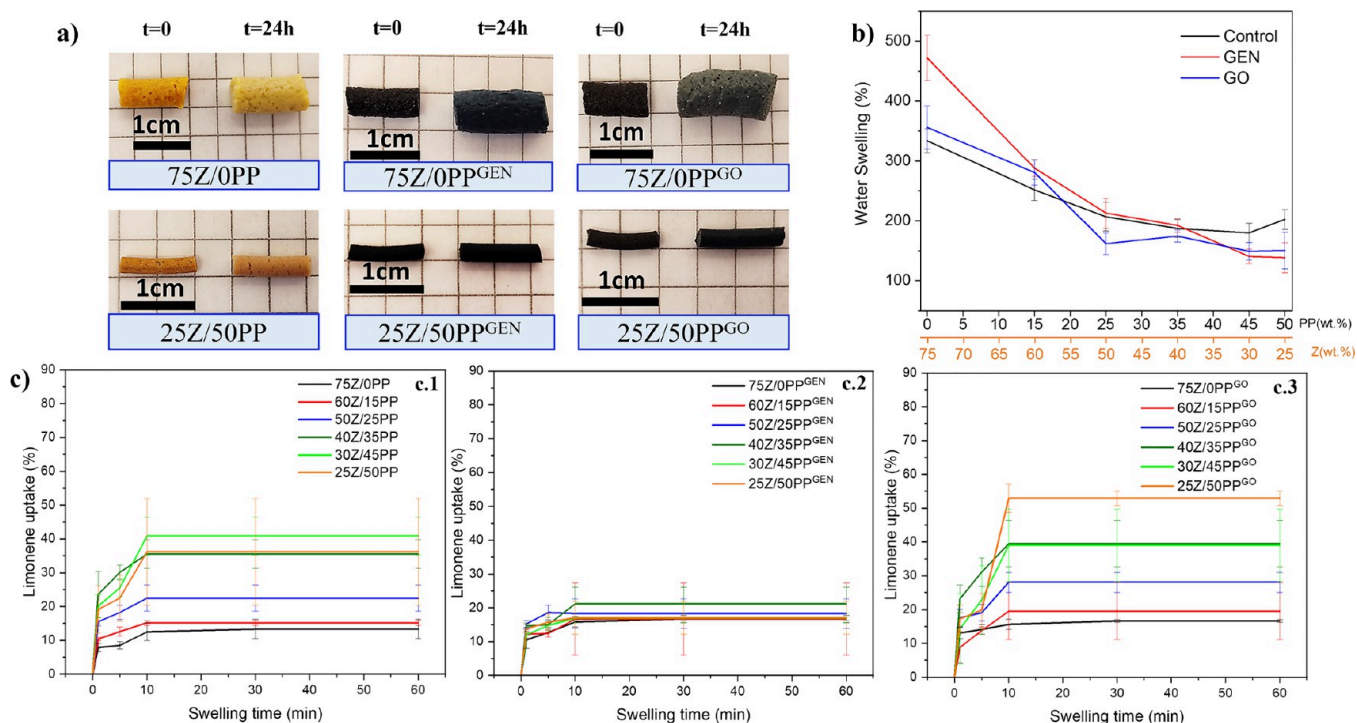 a)
t=0 t=24h t=0 t=24h t=0 t=24h
1cm 1cm 1cm
75Z/0PP 75Z/0PP^GEN 75Z/0PP^GO
1cm 1cm 1cm
25Z/50PP 25Z/50PP^GEN 25Z/50PP^GO
b)
Control
GEN
GO
Water Swelling (%)
500
400
300
200
100
0 5 10 15 20 25 30 35 40 45 50 PP(wt.%)
75 70 65 60 55 50 45 40 35 30 25 Z(wt.%)
c)
c.1
75Z/0PP
60Z/15PP
50Z/25PP
40Z/35PP
30Z/45PP
25Z/50PP
Limonene uptake (%)
90
80
70
60
50
40
30
20
10
0
0 10 20 30 40 50 60
Swelling time (min)
c.2
75Z/0PP^GEN
60Z/15PP^GEN
50Z/25PP^GEN
40Z/35PP^GEN
30Z/45PP^GEN
25Z/50PP^GEN
Limonene uptake (%)
90
80
70
60
50
40
30
20
10
0
0 10 20 30 40 50 60
Swelling time (min)
c.3
75Z/0PP^GO
60Z/15PP^GO
50Z/25PP^GO
40Z/35PP^GO
30Z/45PP^GO
25Z/50PP^GO
Limonene uptake (%)
90
80
70
60
50
40
30
20
10
0
0 10 20 30 40 50 60
Swelling time (min)